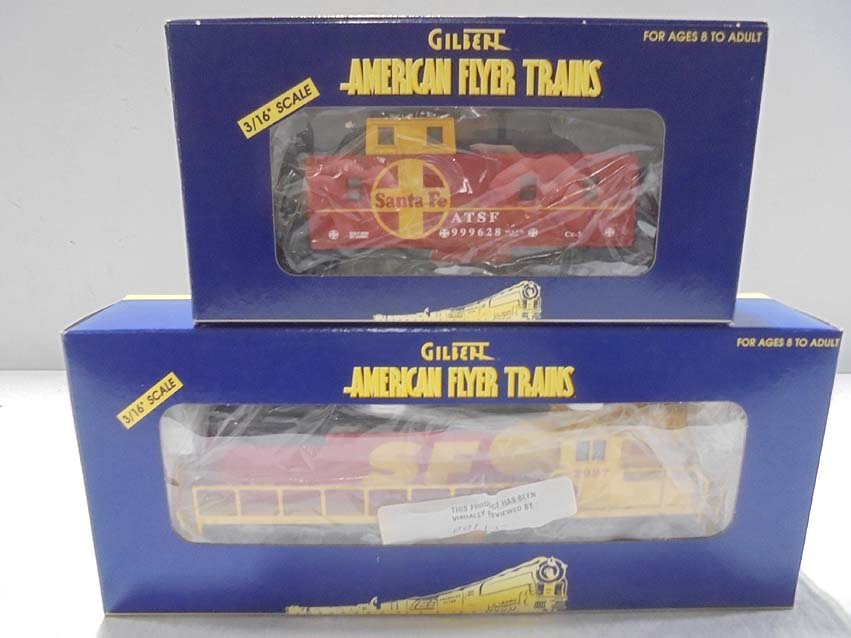 GILBERT
FOR AGES 8 TO ADULT
AMERICAN FLYER TRAINS
3/16" SCALE
Santa Fe
ATSF
999628
GILBERT
FOR AGES 8 TO ADULT
AMERICAN FLYER TRAINS
3/16" SCALE
SF
THIS PRODUCT HAS BEEN
VISUALLY REVIEWED BY